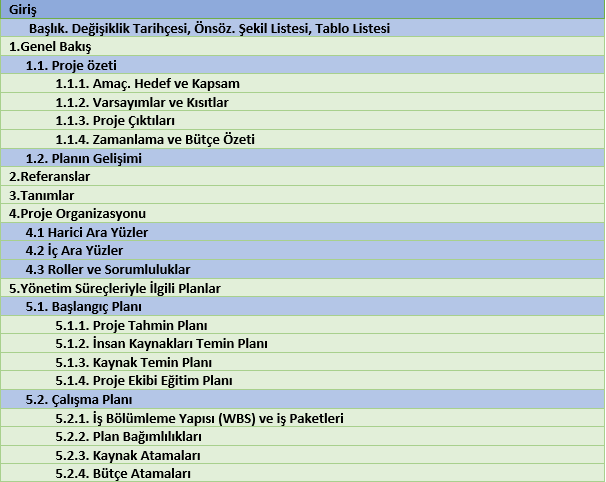 Giriş
Başlık. Değişiklik Tarihçesi, Önsöz. Şekil Listesi, Tablo Listesi
1.Genel Bakış
1.1. Proje özeti
1.1.1. Amaç. Hedef ve Kapsam
1.1.2. Varsayımlar ve Kısıtlar
1.1.3. Proje Çıktıları
1.1.4. Zamanlama ve Bütçe Özeti
1.2. Planın Gelişimi
2.Referanslar
3.Tanımlar
4.Proje Organizasyonu
4.1 Harici Ara Yüzler
4.2 İç Ara Yüzler
4.3 Roller ve Sorumluluklar
5.Yönetim Süreçleriyle İlgili Planlar
5.1. Başlangıç Planı
5.1.1. Proje Tahmin Planı
5.1.2. İnsan Kaynakları Temin Planı
5.1.3. Kaynak Temin Planı
5.1.4. Proje Ekibi Eğitim Planı
5.2. Çalışma Planı
5.2.1. İş Bölümleme Yapısı (WBS) ve iş Paketleri
5.2.2. Plan Bağımlılıkları
5.2.3. Kaynak Atamaları
5.2.4. Bütçe Atamaları